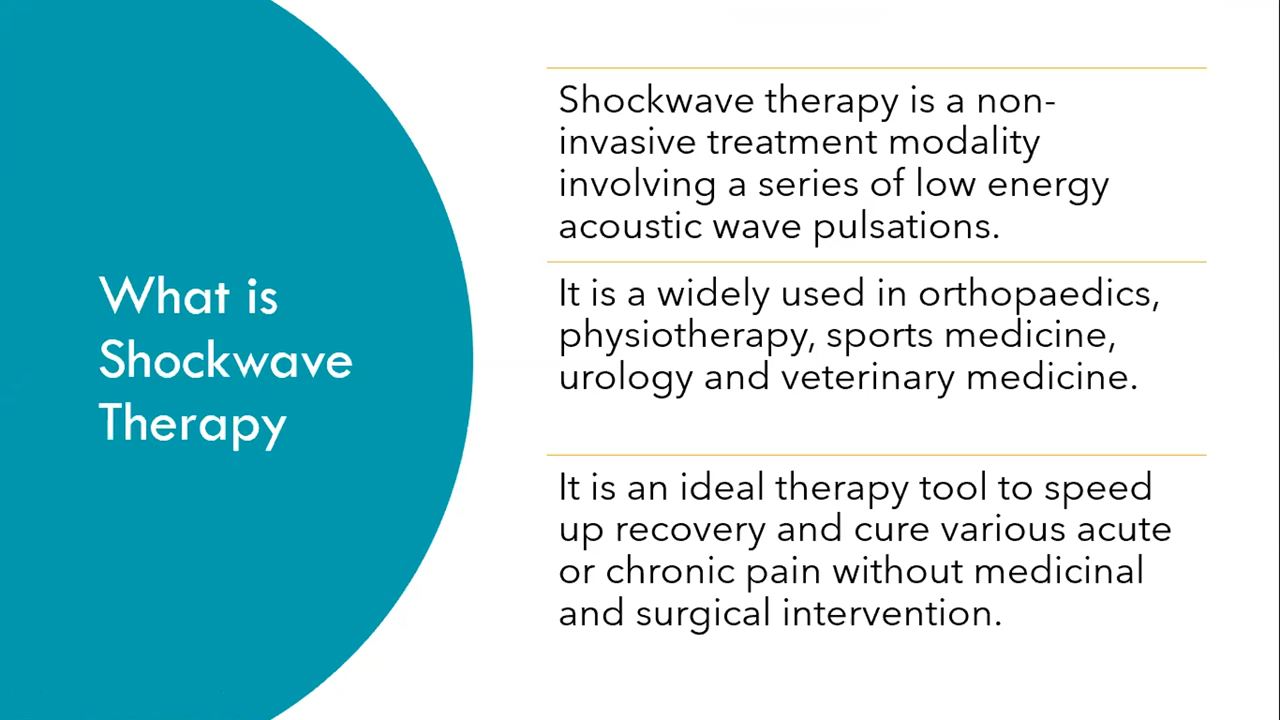 What is
Shockwave
Therapy
Shockwave therapy is a non-
invasive treatment modality
involving a series of low energy
acoustic wave pulsations.
It is a widely used in orthopaedics,
physiotherapy, sports medicine,
urology and veterinary medicine.
It is an ideal therapy tool to speed
up recovery and cure various acute
or chronic pain without medicinal
and surgical intervention.